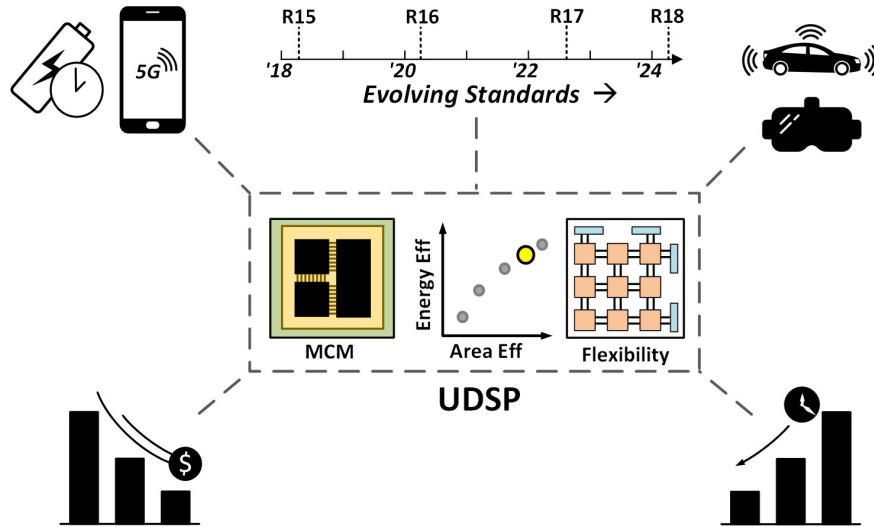 R15 R16 R17 R18
5G
'18 '20 '22 '24
Evolving Standards →
Energy Eff
MCM
Area Eff
Flexibility
UDSP
$